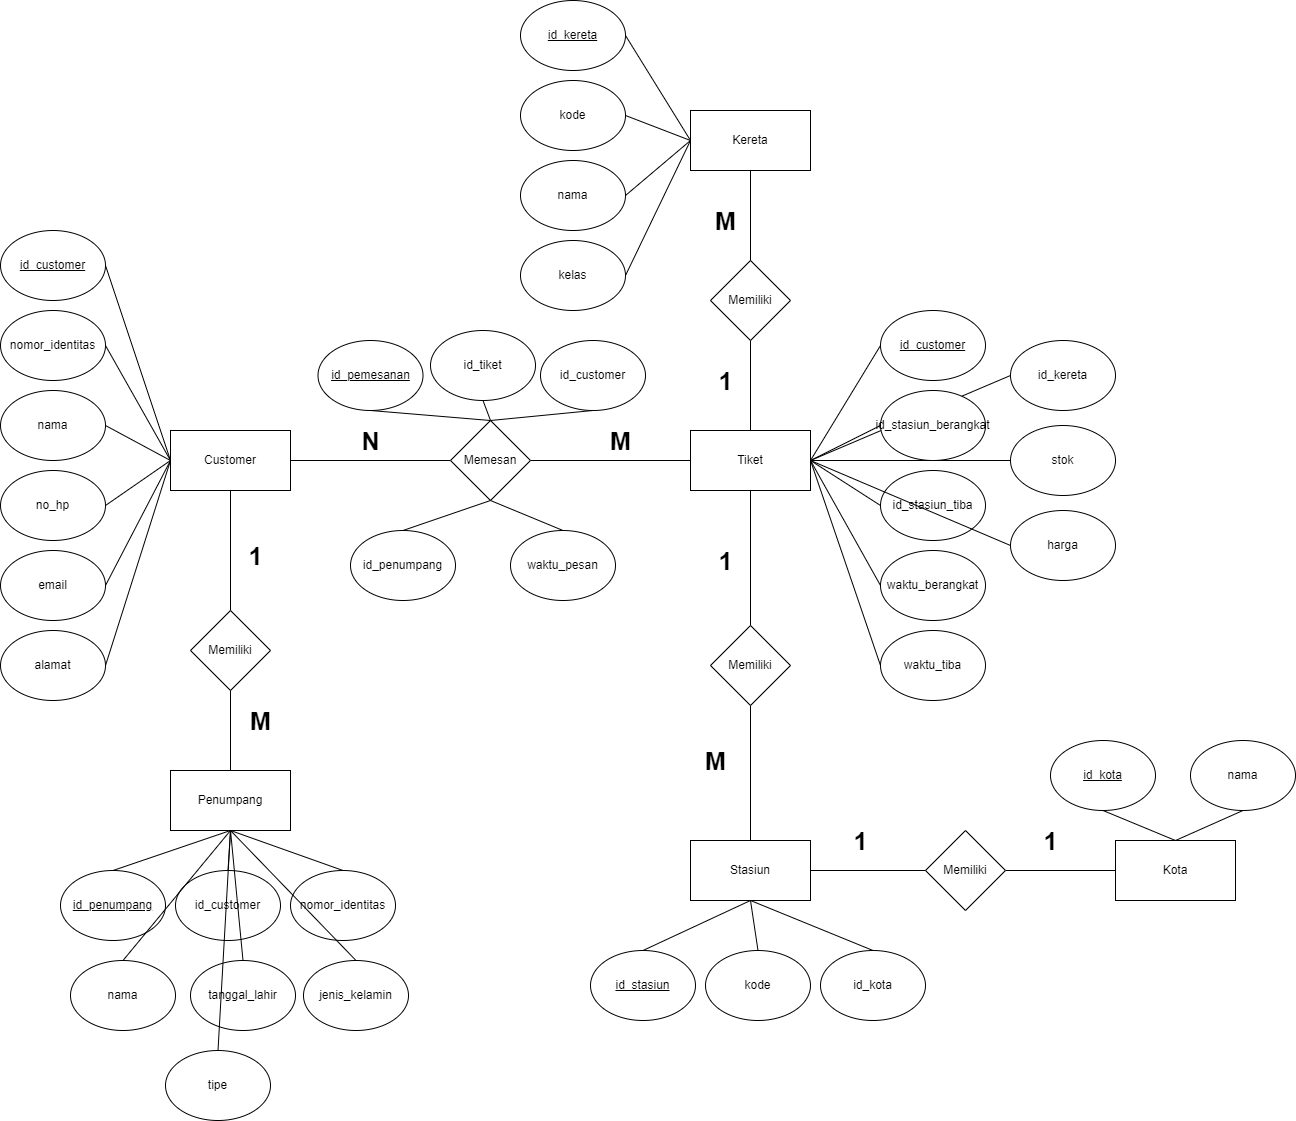 id_kereta
kode
Kereta
nama
M
id_customer
kelas
Memiliki
nomor_identitas
id_customer
id_pemesanan
id_tiket
id_customer
1
id_kereta
nama
id_stasiun_berangkat
Customer
N
Memesan
M
Tiket
stok
no_hp
id_stasiun_tiba
1
id_penumpang
waktu_pesan
1
harga
email
waktu_berangkat
alamat
Memiliki
Memiliki
waktu_tiba
M
M
id_kota
nama
Penumpang
1
1
Stasiun
Memiliki
Kota
id_penumpang
id_customer
nomor_identitas
nama
tanggal_lahir
jenis_kelamin
id_stasiun
kode
id_kota
tipe